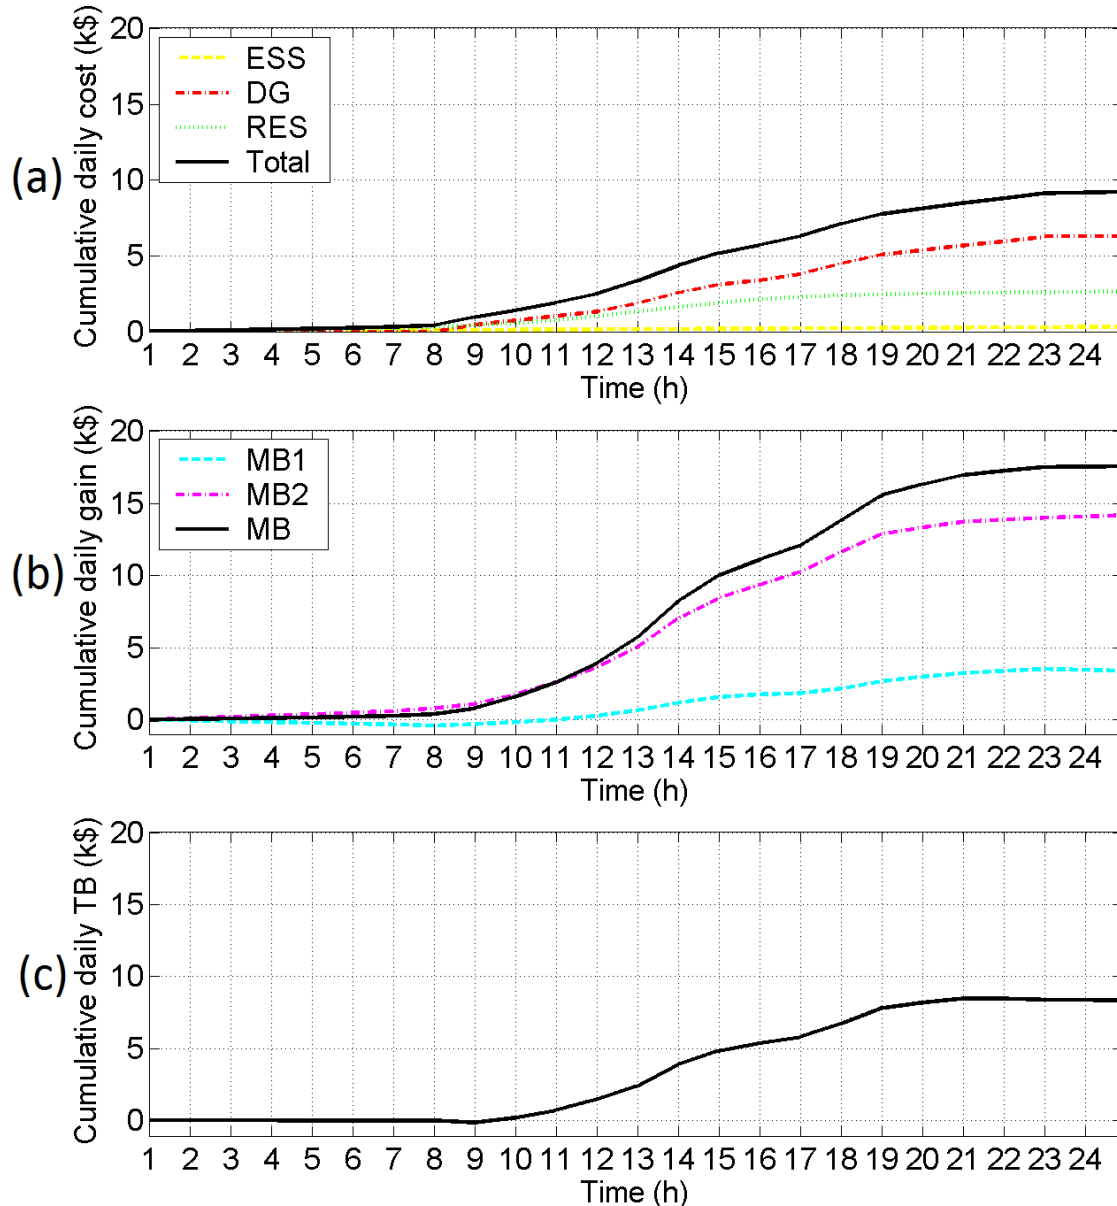 (a)
Cumulative daily cost (k$)
20
15
10
5
0
ESS
DG
RES
Total
1 2 3 4 5 6 7 8 9 10 11 12 13 14 15 16 17 18 19 20 21 22 23 24
Time (h)
(b)
Cumulative daily gain (k$)
20
15
10
5
0
MB1
MB2
MB
1 2 3 4 5 6 7 8 9 10 11 12 13 14 15 16 17 18 19 20 21 22 23 24
Time (h)
(c)
Cumulative daily TB (k$)
20
15
10
5
0
1 2 3 4 5 6 7 8 9 10 11 12 13 14 15 16 17 18 19 20 21 22 23 24
Time (h)